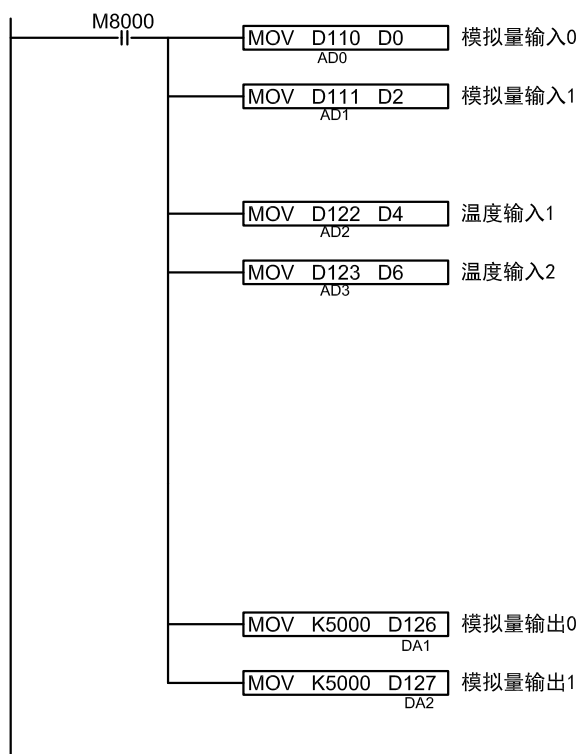 M8000
MOV D110 D0 模拟量输入0
AD0
MOV D111 D2 模拟量输入1
AD1
MOV D122 D4 温度输入1
AD2
MOV D123 D6 温度输入2
AD3
MOV K5000 D126 模拟量输出0
DA1
MOV K5000 D127 模拟量输出1
DA2